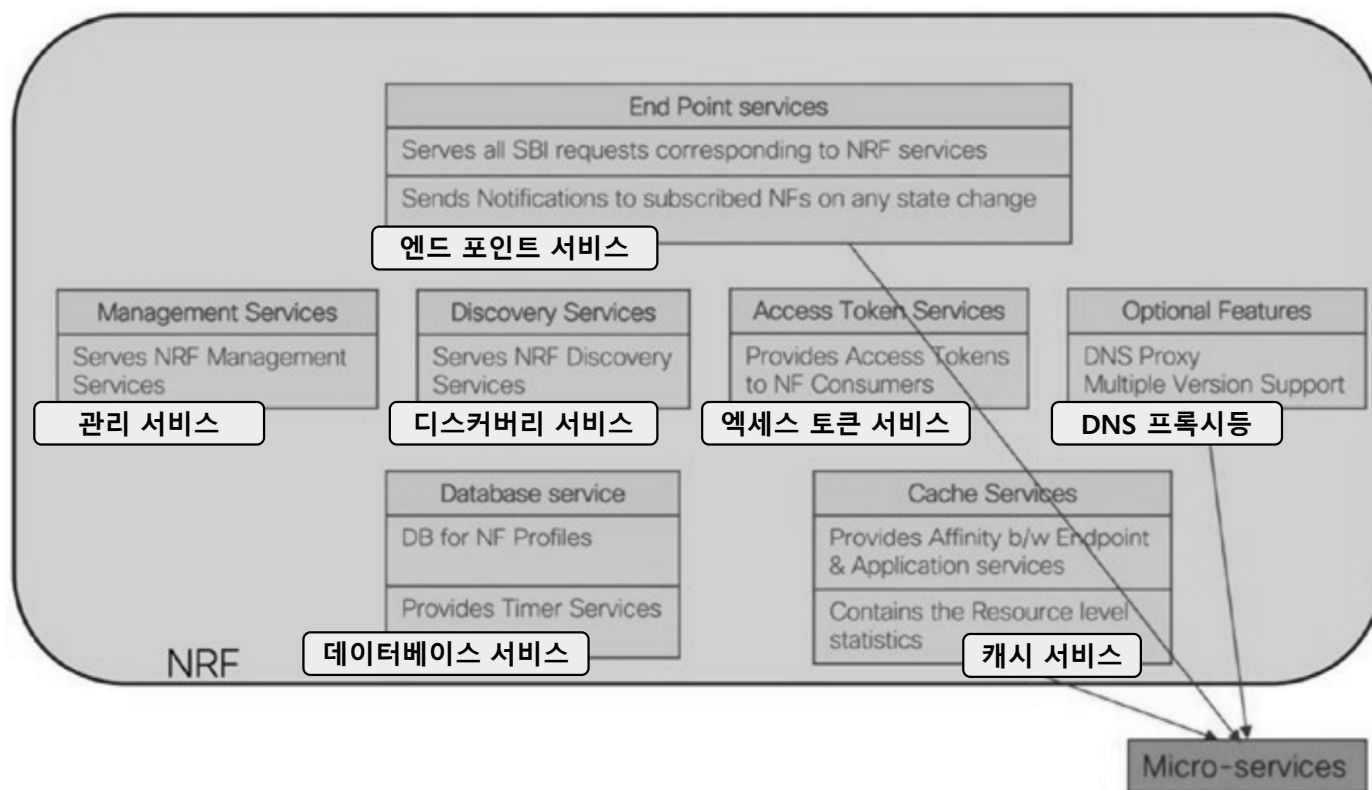 End Point services
Serves all SBI requests corresponding to NRF services
Sends Notifications to subscribed NFs on any state change
엔드 포인트 서비스
Management Services
Serves NRF Management
Services
관리 서비스
Discovery Services
Serves NRF Discovery
Services
디스커버리 서비스
Access Token Services
Provides Access Tokens
to NF Consumers
엑세스 토큰 서비스
Optional Features
DNS Proxy
Multiple Version Support
DNS 프록시등
Database service
DB for NF Profiles
Provides Timer Services
데이터베이스 서비스
Cache Services
Provides Affinity b/w Endpoint
& Application services
Contains the Resource level
statistics
캐시 서비스
NRF
Micro-services